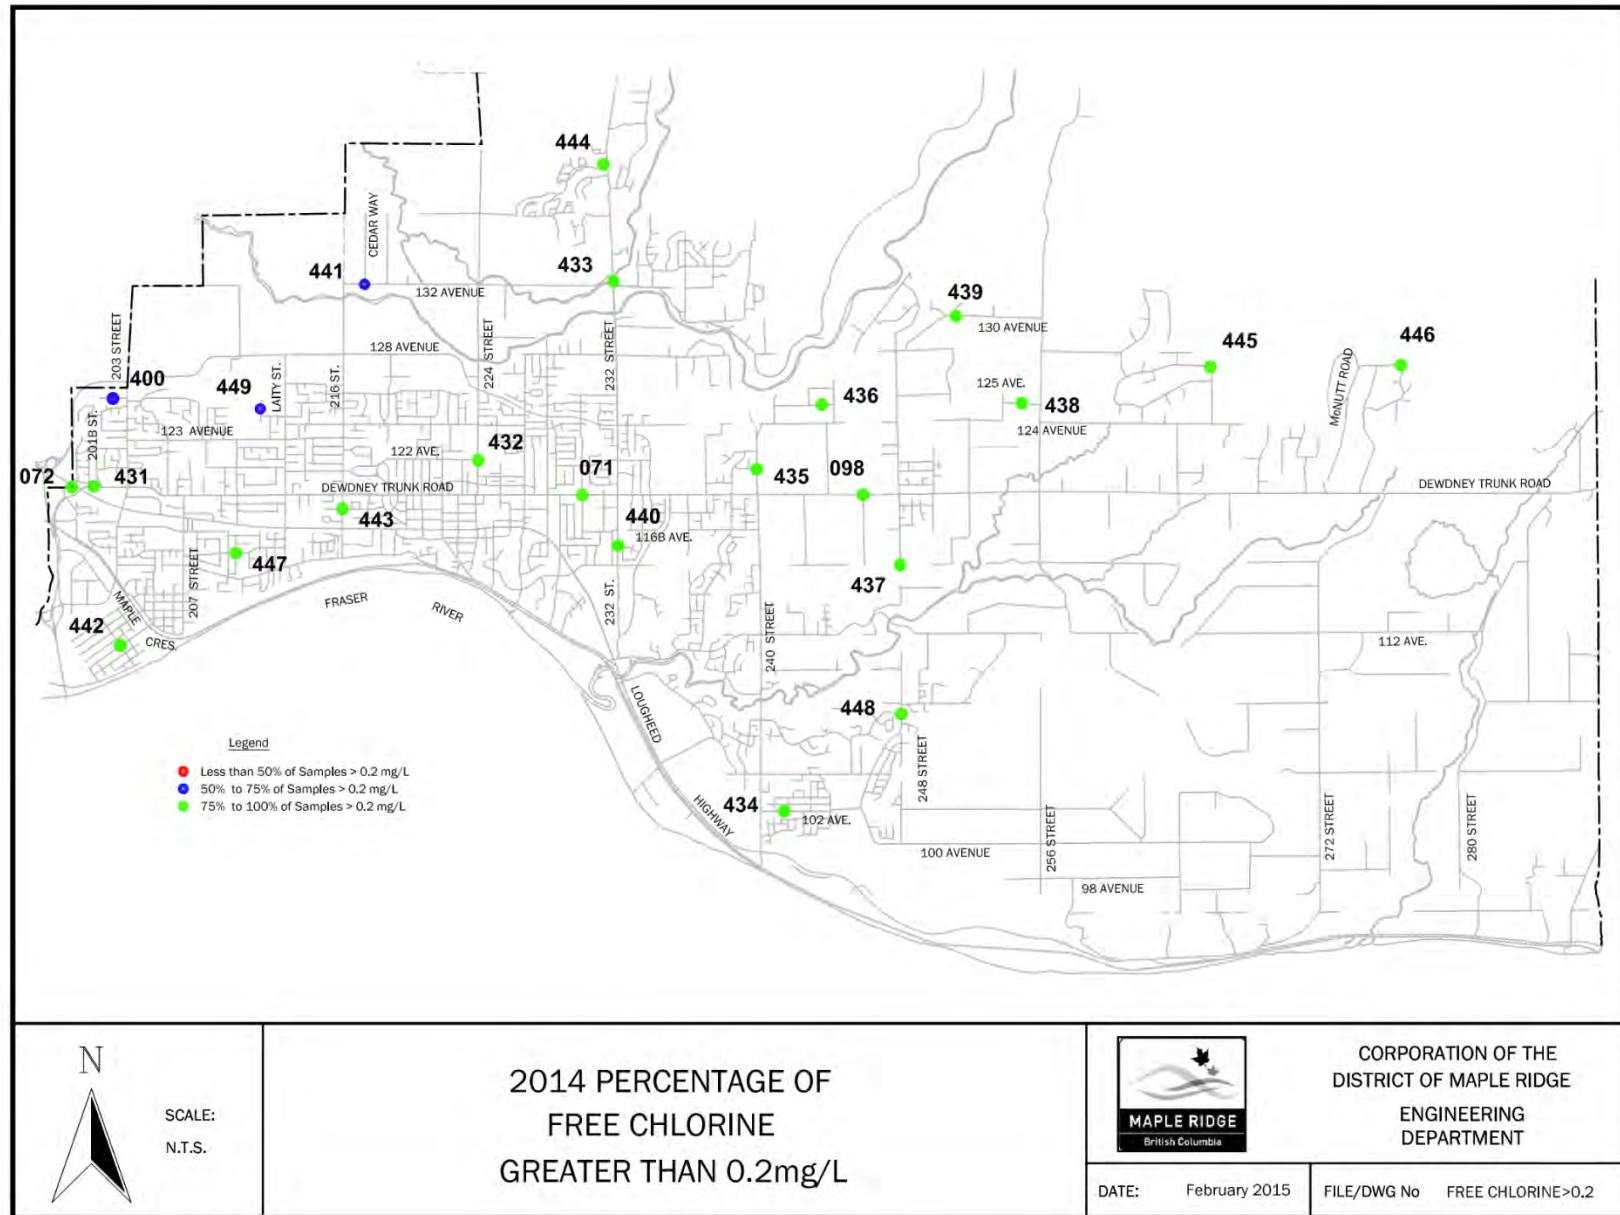 444
CEDAR WAY
441
433
132 AVENUE
439
130 AVENUE
203 STREET
128 AVENUE
224 STREET
232 STREET
445
446
McNUTT ROAD
400
449
LAITY ST.
216 ST.
436
125 AVE.
438
201B ST.
123 AVENUE
124 AVENUE
122 AVE.
432
072
431
071
435
098
DEWDNEY TRUNK ROAD
DEWDNEY TRUNK ROAD
443
440
116B AVE.
447
437
207 STREET
FRASER
RIVER
232 ST.
MAPLE
CRES.
442
240 STREET
112 AVE.
LOUGHEED
HIGHWAY
448
248 STREET
434
102 AVE.
100 AVENUE
256 STREET
272 STREET
280 STREET
98 AVENUE
Legend
Less than 50% of Samples > 0.2 mg/L
50% to 75% of Samples > 0.2 mg/L
75% to 100% of Samples > 0.2 mg/L
N
SCALE:
N.T.S.
2014 PERCENTAGE OF
FREE CHLORINE
GREATER THAN 0.2mg/L
MAPLE RIDGE
British Columbia
CORPORATION OF THE
DISTRICT OF MAPLE RIDGE
ENGINEERING
DEPARTMENT
DATE: February 2015
FILE/DWG No FREE CHLORINE>0.2